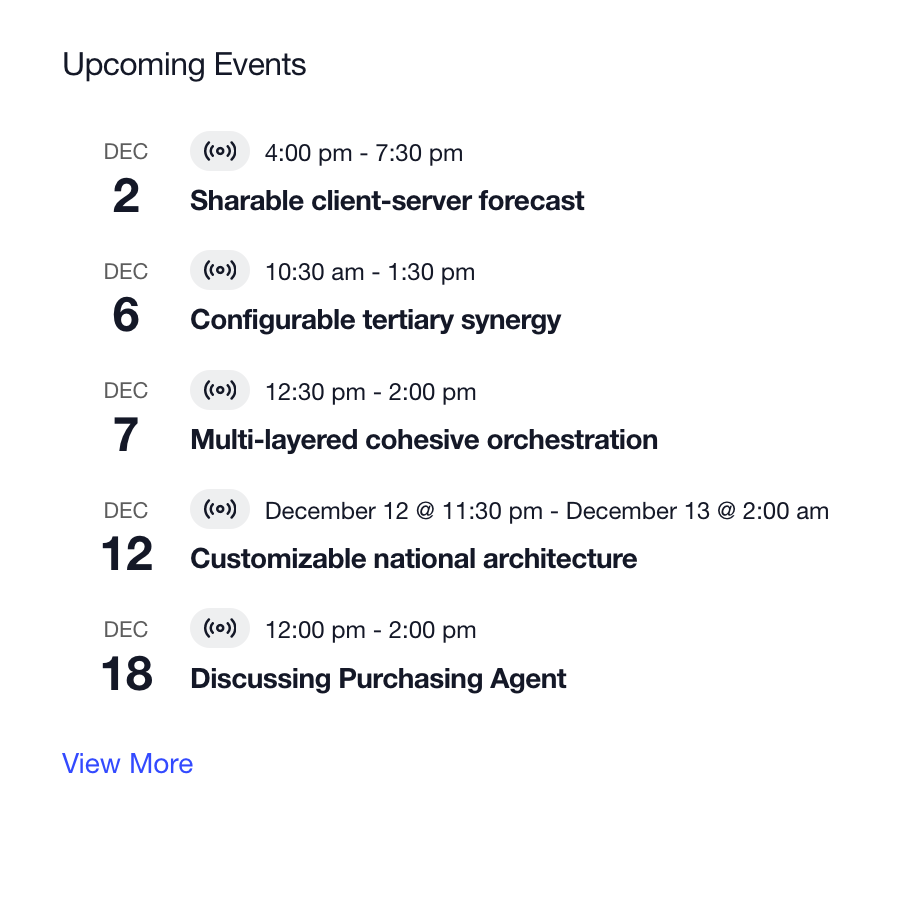 Upcoming Events
DEC
4:00 pm - 7:30 pm
2
Sharable client-server forecast
DEC
10:30 am - 1:30 pm
6
Configurable tertiary synergy
DEC
12:30 pm - 2:00 pm
7
Multi-layered cohesive orchestration
DEC
December 12 @ 11:30 pm - December 13 @ 2:00 am
12
Customizable national architecture
DEC
12:00 pm - 2:00 pm
18
Discussing Purchasing Agent
View More